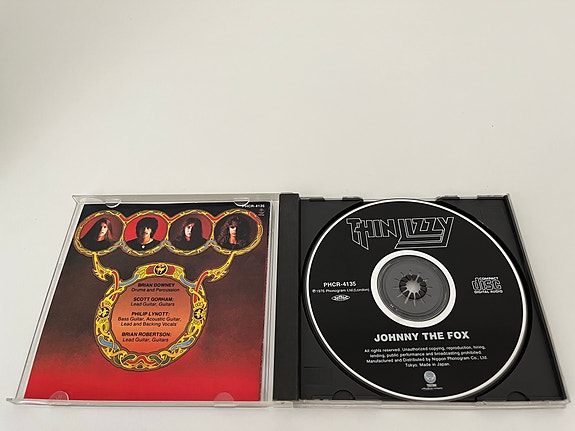 PHCR-4135
BRIAN DOWNEY
Drums and Percussion
SCOTT GORHAM:
Lead Guitar, Guitars
PHILIP LYNOTT:
Bass Guitar, Acoustic Guitar,
Lead and Backing Vocals
BRIAN ROBERTSON:
Lead Guitar, Guitars
THIN LIZZY
PHCR-4135
℗1976 Phonogram Ltd.(London)
COMPACT
disc
DIGITAL AUDIO
JOHNNY THE FOX
All rights reserved. Unauthorized copying, reproduction, hiring,
lending, public performance and broadcasting prohibited.
Manufactured and Distributed by Nippon Phonogram Co., Ltd.
Tokyo. Made in Japan